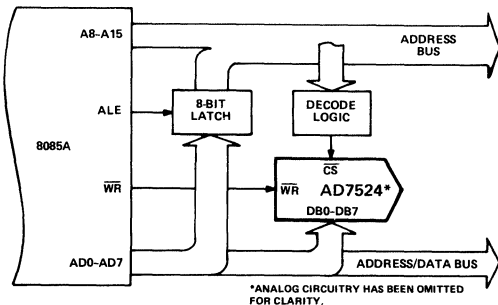 A8-A15
ADDRESS
BUS
ALE
8-BIT
LATCH
DECODE
LOGIC
8085A
CS
WR
WR AD7524*
DB0-DB7
AD0-AD7
ADDRESS/DATA BUS
*ANALOG CIRCUITRY HAS BEEN OMITTED
FOR CLARITY.